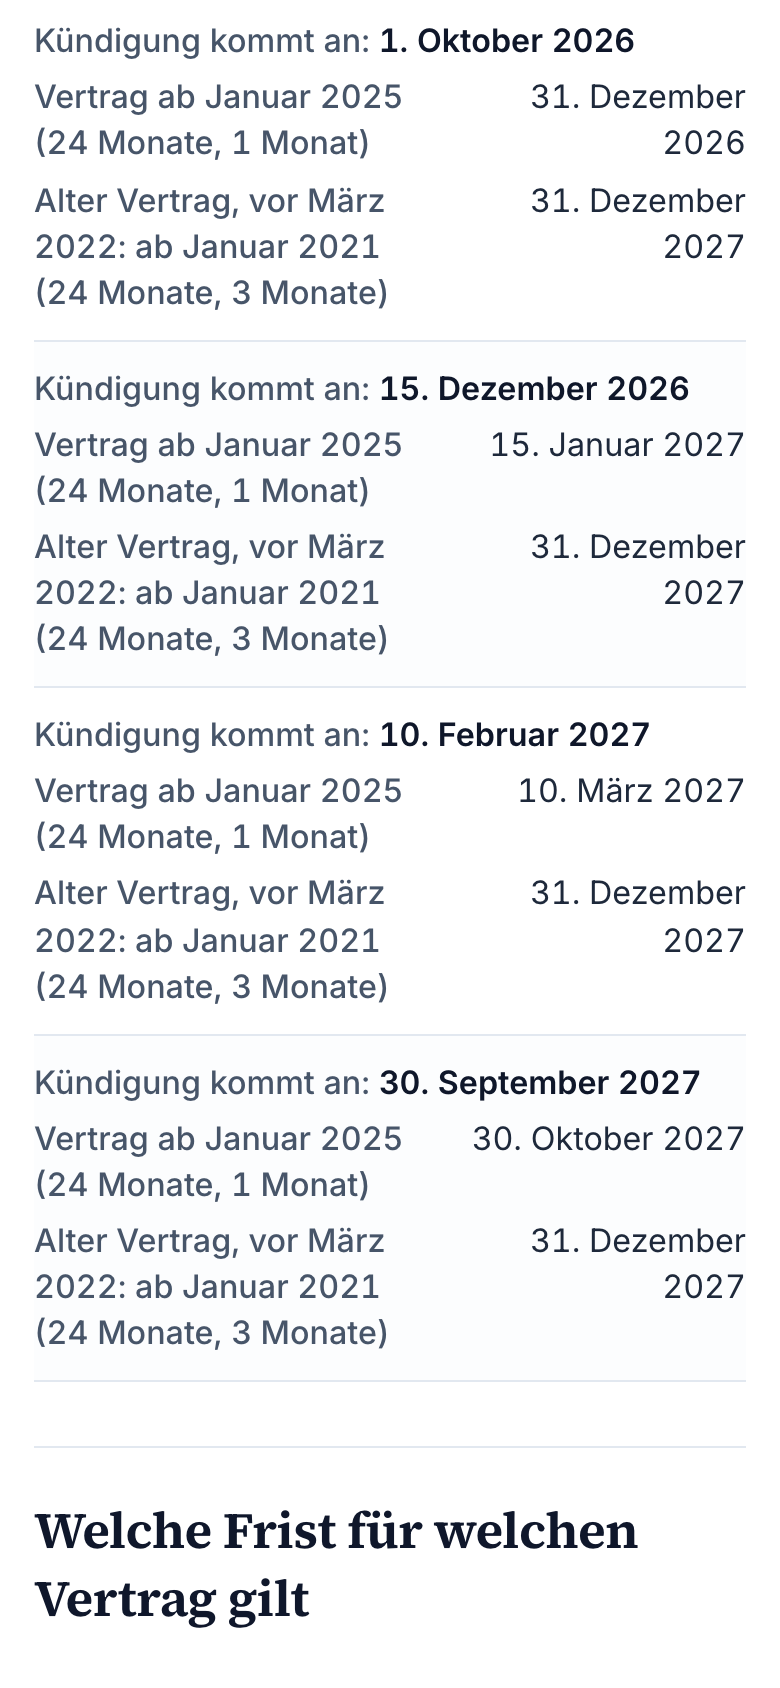 Kündigung kommt an: 1. Oktober 2026
Vertrag ab Januar 2025 31. Dezember
(24 Monate, 1 Monat) 2026
Alter Vertrag, vor März 31. Dezember
2022: ab Januar 2021 2027
(24 Monate, 3 Monate)
Kündigung kommt an: 15. Dezember 2026
Vertrag ab Januar 2025 15. Januar 2027
(24 Monate, 1 Monat)
Alter Vertrag, vor März 31. Dezember
2022: ab Januar 2021 2027
(24 Monate, 3 Monate)
Kündigung kommt an: 10. Februar 2027
Vertrag ab Januar 2025 10. März 2027
(24 Monate, 1 Monat)
Alter Vertrag, vor März 31. Dezember
2022: ab Januar 2021 2027
(24 Monate, 3 Monate)
Kündigung kommt an: 30. September 2027
Vertrag ab Januar 2025 30. Oktober 2027
(24 Monate, 1 Monat)
Alter Vertrag, vor März 31. Dezember
2022: ab Januar 2021 2027
(24 Monate, 3 Monate)
Welche Frist für welchen
Vertrag gilt